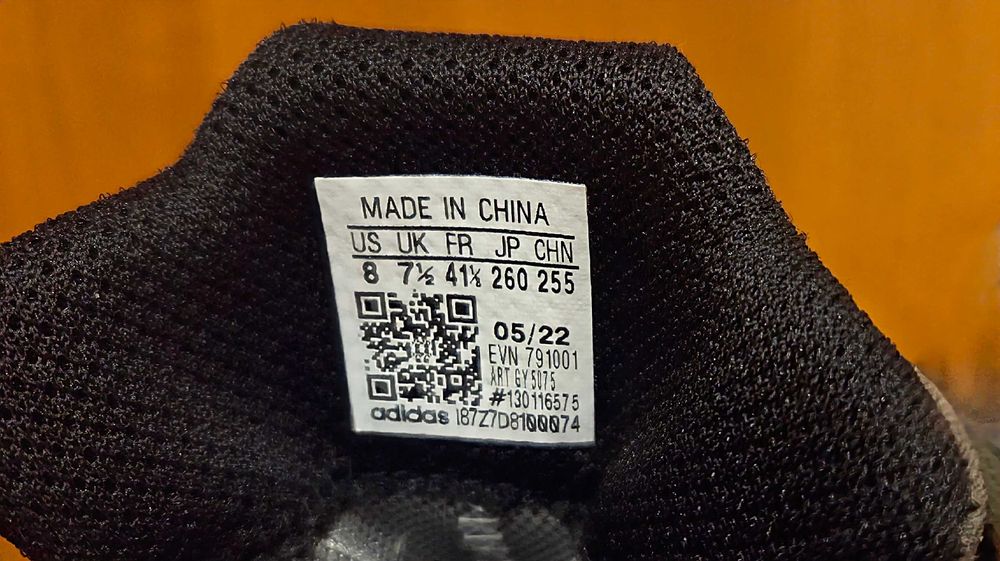 MADE IN CHINA
US UK FR JP CHN
8 7½ 41⅓ 260 255
05/22
EVN 791001
ART GY5075
#130116575
adidas I87Z7D8100074